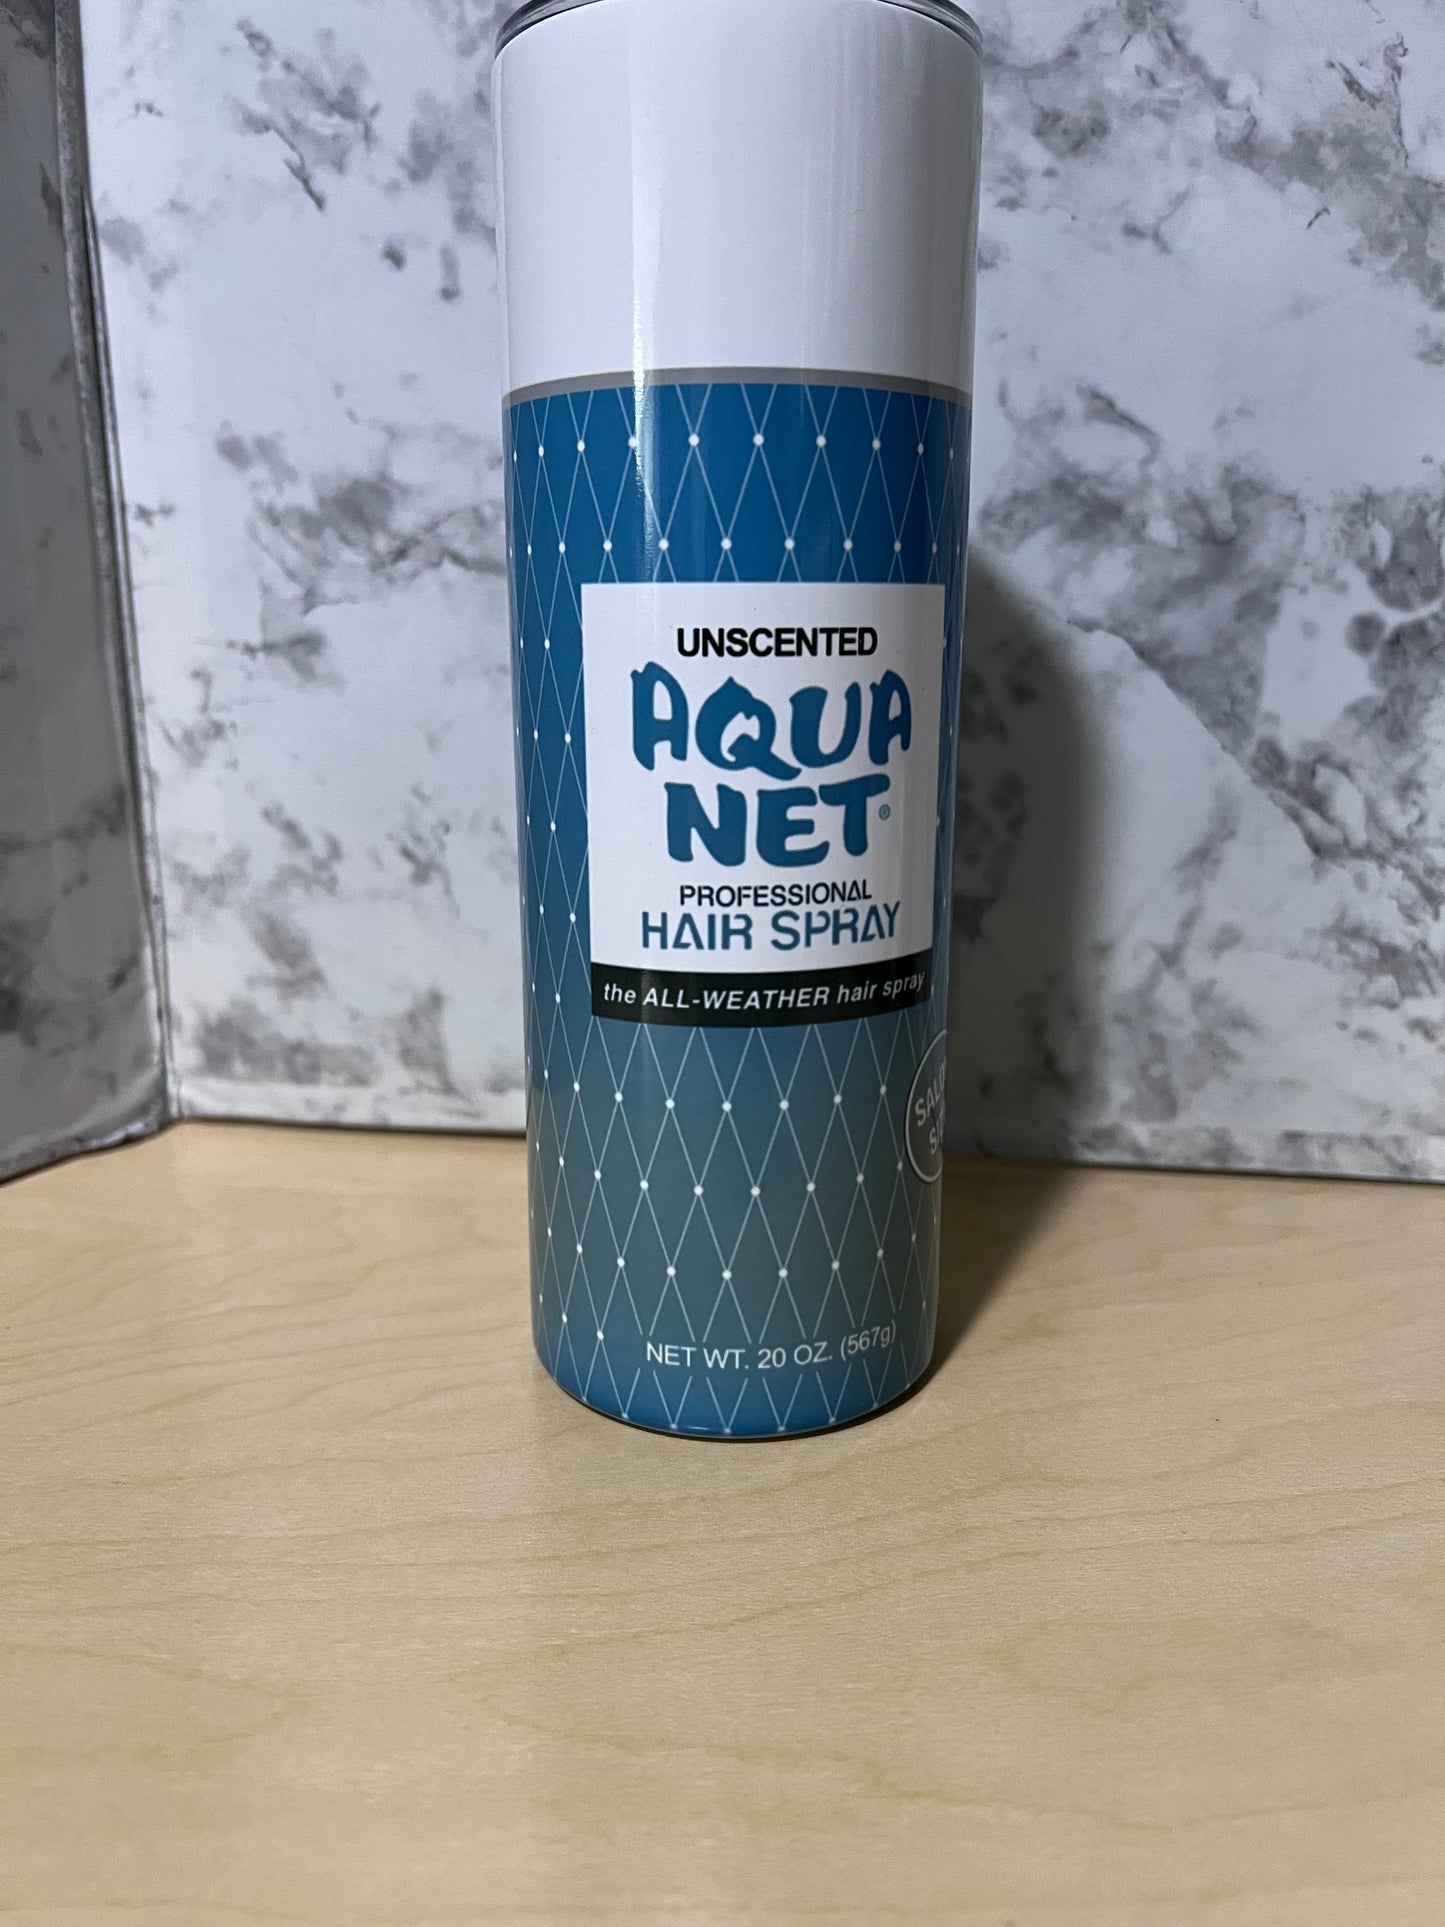 UNSCENTED
AQUA
NET®
PROFESSIONAL
HAIR SPRAY
the ALL-WEATHER hair spray
NET WT. 20 OZ. (567g)